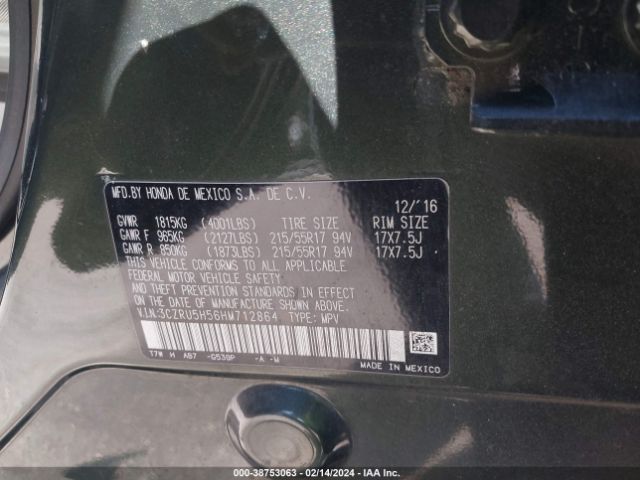 MFD.BY HONDA DE MEXICO S.A. DE C.V.
12/'16
GVWR 1815KG (4001LBS) TIRE SIZE RIM SIZE
GAWR F 965KG (2127LBS) 215/55R17 94V 17X7.5J
GAWR R 850KG (1873LBS) 215/55R17 94V 17X7.5J
THIS VEHICLE CONFORMS TO ALL APPLICABLE
FEDERAL MOTOR VEHICLE SAFETY,
AND THEFT PREVENTION STANDARDS IN EFFECT
ON THE DATE OF MANUFACTURE SHOWN ABOVE.
V.I.N:3CZRU5H56HM712864 TYPE: MPV
T7W H AB7 -G539P -A -W
MADE IN MEXICO
000-38753063 - 02/14/2024 - IAA Inc.